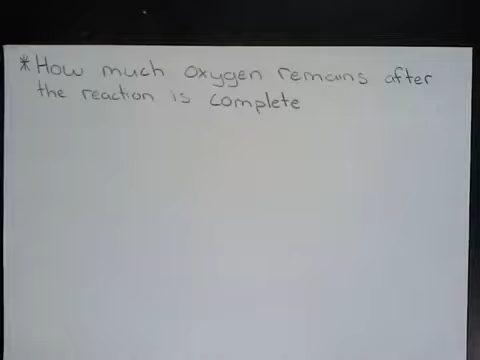 *How much oxygen remains after
the reaction is complete